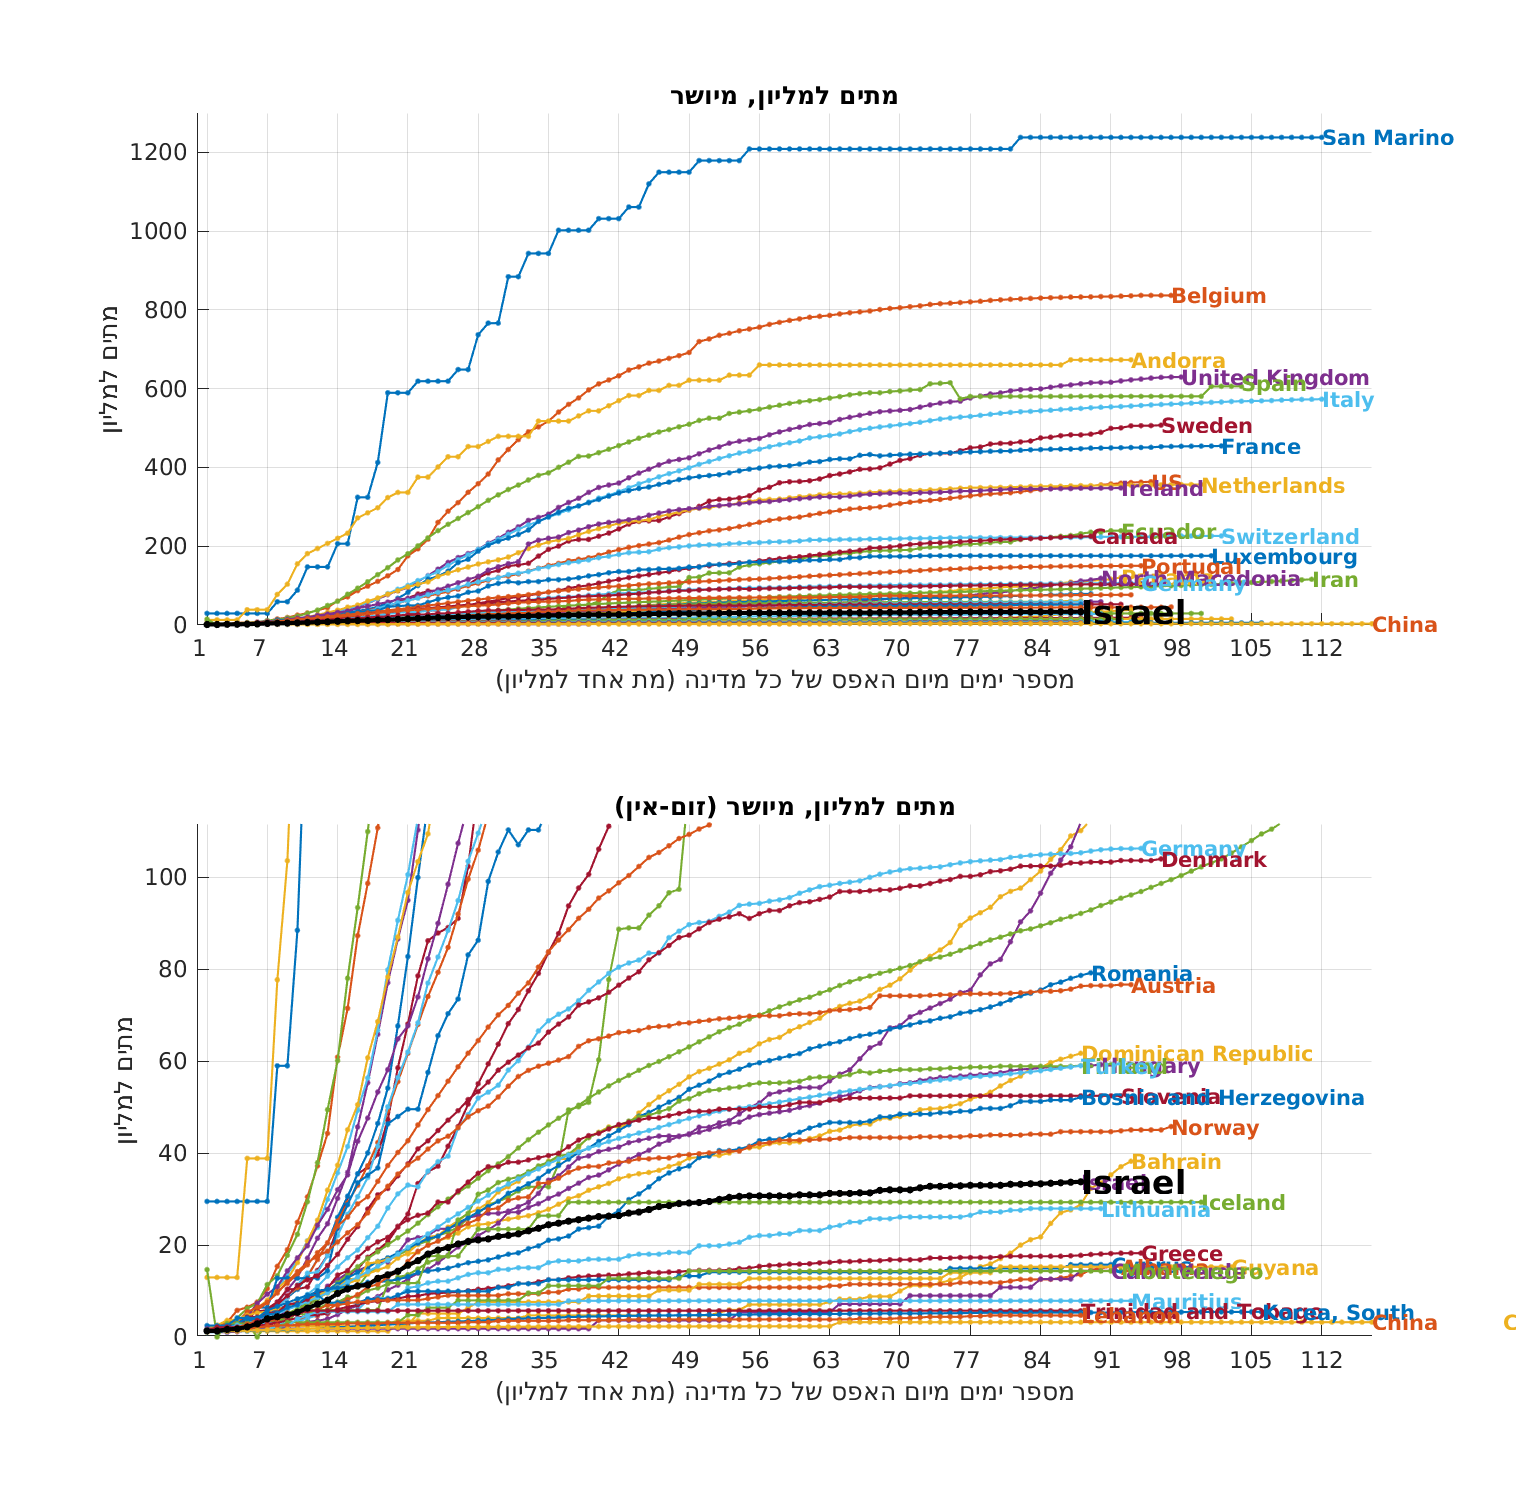 מתים למליון, מיושר
מתים למליון
1200
1000
800
600
400
200
0
San Marino
Belgium
Andorra
United Kingdom
Spain
Italy
Sweden
France
US
Ireland
Netherlands
Ecuador
Canada
Switzerland
Luxembourg
Portugal
North Macedonia
Iran
Germany
Israel
China
1 7 14 21 28 35 42 49 56 63 70 77 84 91 98 105 112
מספר ימים מיום האפס של כל מדינה (מת אחד למליון)
מתים למליון, מיושר (זום-אין)
מתים למליון
100
80
60
40
20
0
Germany
Denmark
Romania
Austria
Dominican Republic
Turkey
Hungary
Bosnia and Herzegovina
Slovenia
Norway
Bahrain
Israel
Iceland
Lithuania
Greece
Guyana
Montenegro
Mauritius
Trinidad and Tobago
Korea, South
Lebanon
China
1 7 14 21 28 35 42 49 56 63 70 77 84 91 98 105 112
מספר ימים מיום האפס של כל מדינה (מת אחד למליון)